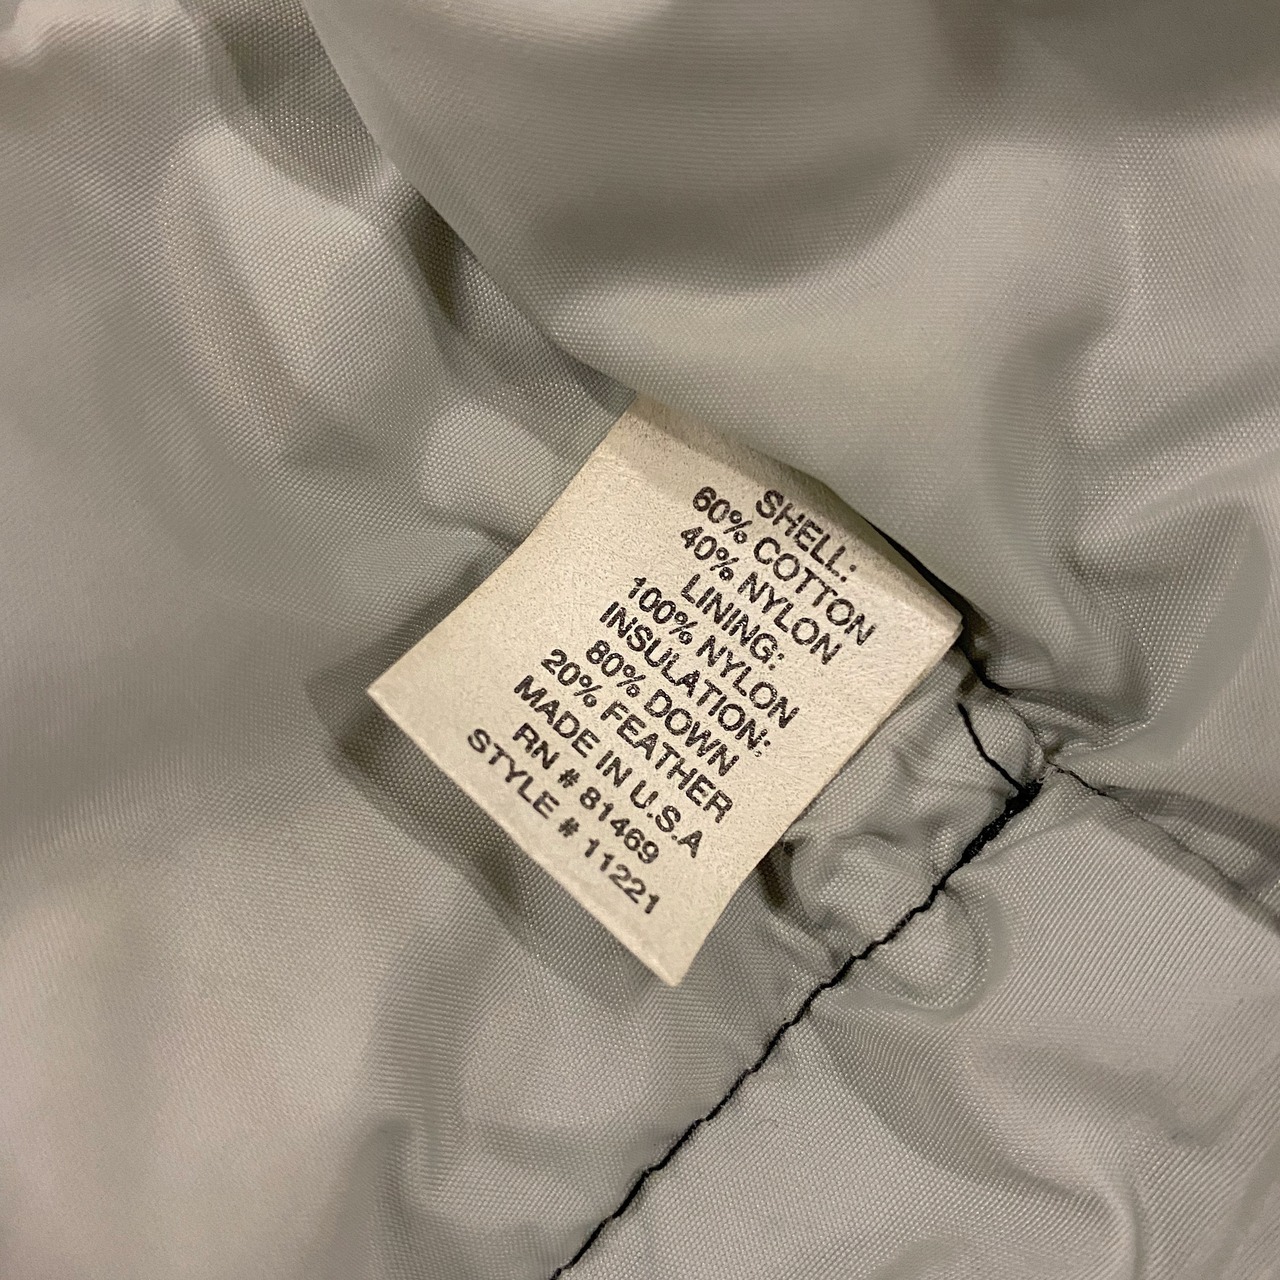 SHELL:
60% COTTON
40% NYLON
LINING:
100% NYLON
INSULATION:
80% DOWN
20% FEATHER
MADE IN U.S.A
RN # 81469
STYLE # 11221